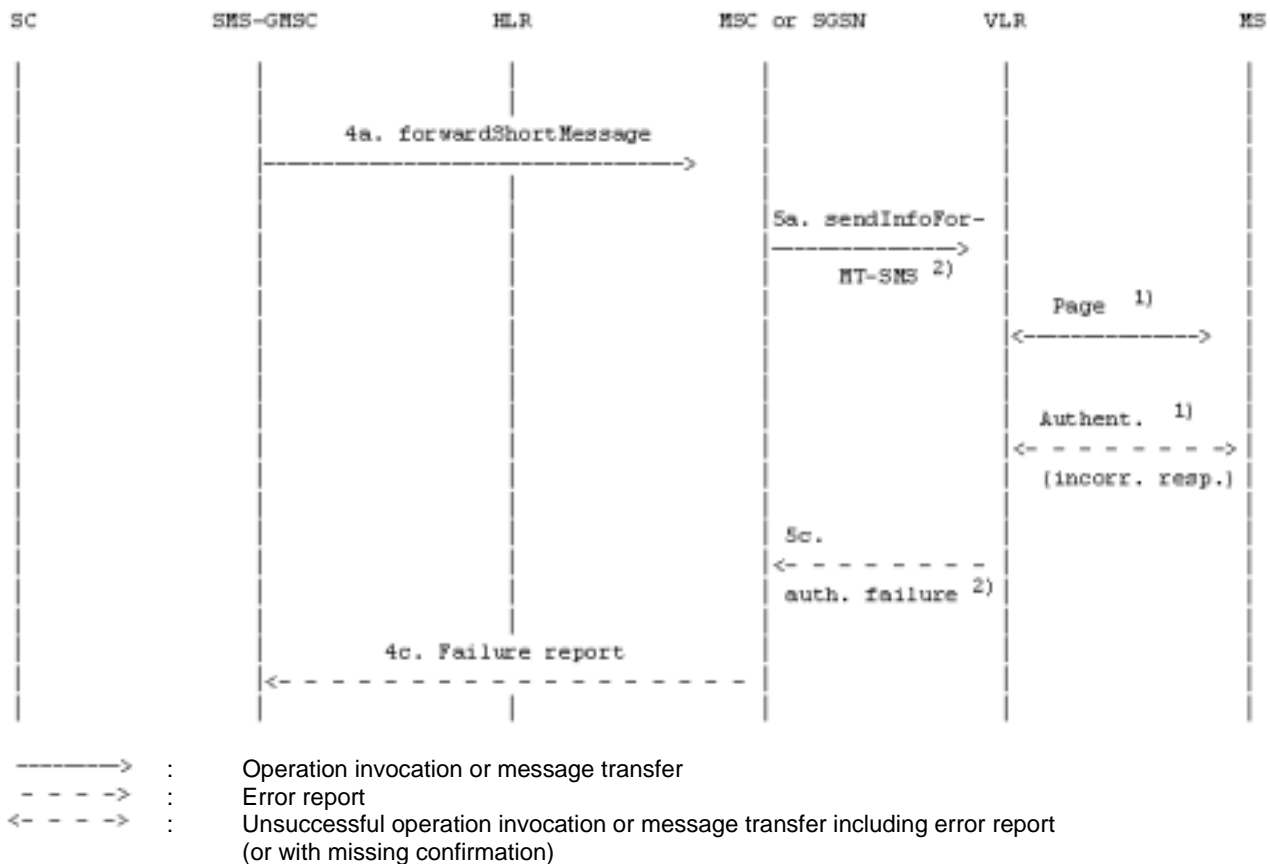 SC SMS-GMSC HLR MSC or SGSN VLR MS
4a. forwardShortMessage
5a. sendInfoFor-
MT-SMS 2)
Page 1)
Authent. 1)
(incorr. resp.)
5c.
auth. failure 2)
4c. Failure report
: Operation invocation or message transfer
: Error report
: Unsuccessful operation invocation or message transfer including error report
(or with missing confirmation)